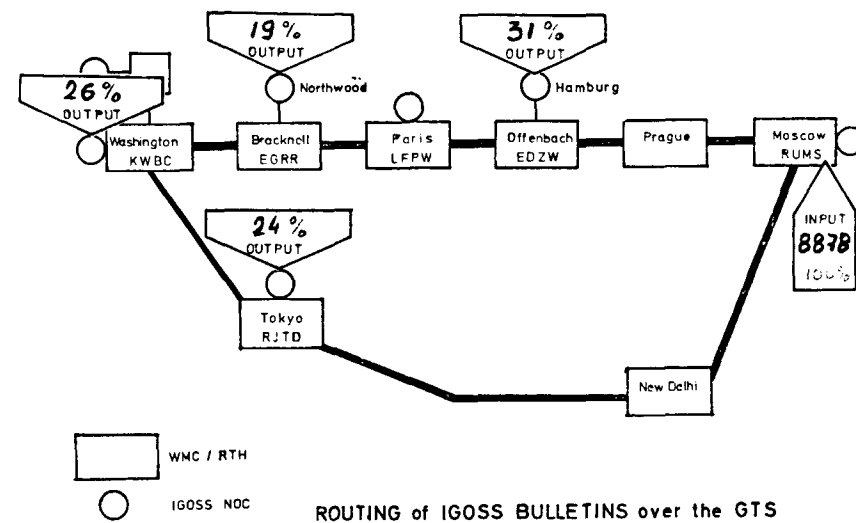 19%
OUTPUT
31%
OUTPUT
26%
OUTPUT
Northwood
Hamburg
Washington
KWBC
Bracknell
EGRR
Paris
LFPW
Offenbach
EDZW
Prague
Moscow
RUMS
24%
OUTPUT
INPUT
8878
100%
Tokyo
RJTD
New Delhi
WMC / RTH
IGOSS NOC
ROUTING of IGOSS BULLETINS over the GTS